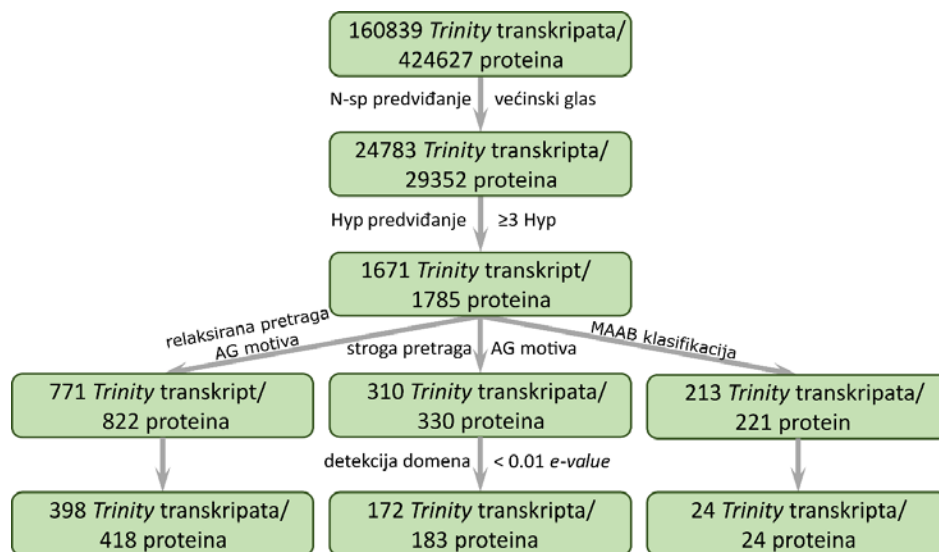 160839 Trinity transkripata/
424627 proteina
N-sp predviđanje većinski glas
24783 Trinity transkripta/
29352 proteina
Hyp predviđanje ≥3 Hyp
1671 Trinity transkript/
1785 proteina
relaksirana pretraga
AG motiva
stroga pretraga AG motiva
MAAB klasifikacija
771 Trinity transkript/
822 proteina
310 Trinity transkripata/
330 proteina
213 Trinity transkripata/
221 protein
detekcija domena < 0.01 e-value
398 Trinity transkripata/
418 proteina
172 Trinity transkripta/
183 proteina
24 Trinity transkripta/
24 proteina